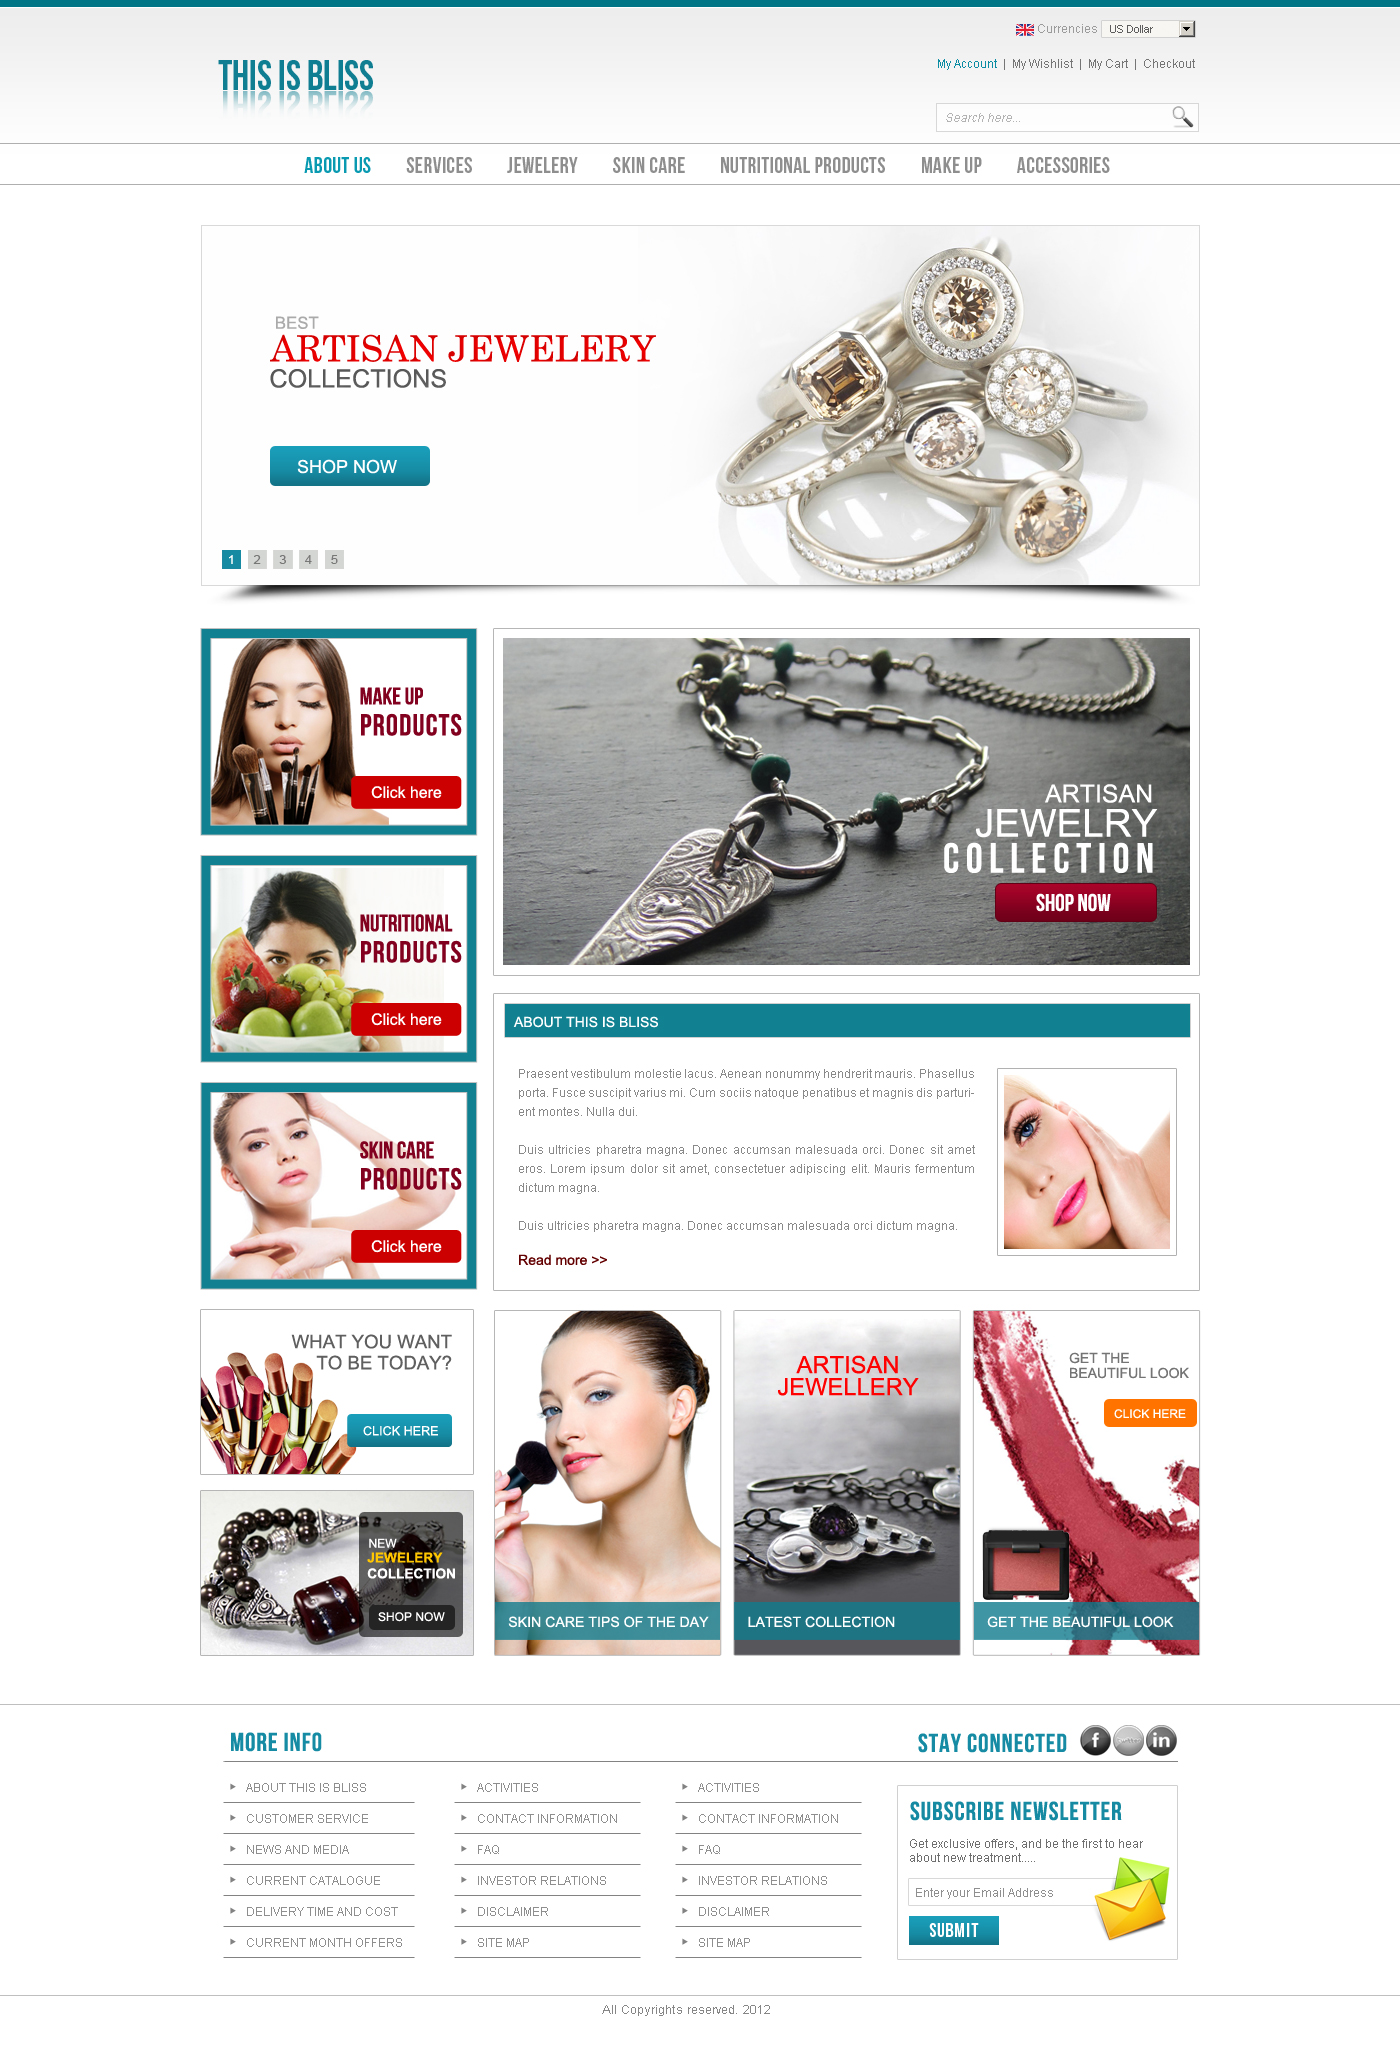 Currencies US Dollar
My Account | My Wishlist | My Cart | Checkout
THIS IS BLISS
Search here...
ABOUT US SERVICES JEWELERY SKIN CARE NUTRITIONAL PRODUCTS MAKE UP ACCESSORIES
BEST
ARTISAN JEWELERY
COLLECTIONS
SHOP NOW
1 2 3 4 5
MAKE UP
PRODUCTS
Click here
NUTRITIONAL
PRODUCTS
Click here
SKIN CARE
PRODUCTS
Click here
ARTISAN
JEWELRY
COLLECTION
SHOP NOW
ABOUT THIS IS BLISS
Praesent vestibulum molestie lacus. Aenean nonummy hendrerit mauris. Phasellus
porta. Fusce suscipit varius mi. Cum sociis natoque penatibus et magnis dis parturi-
ent montes. Nulla dui.
Duis ultricies pharetra magna. Donec accumsan malesuada orci. Donec sit amet
eros. Lorem ipsum dolor sit amet, consectetuer adipiscing elit. Mauris fermentum
dictum magna.
Duis ultricies pharetra magna. Donec accumsan malesuada orci dictum magna.
Read more >>
WHAT YOU WANT
TO BE TODAY?
CLICK HERE
NEW
JEWELERY
COLLECTION
SHOP NOW
SKIN CARE TIPS OF THE DAY
ARTISAN
JEWELLERY
LATEST COLLECTION
GET THE
BEAUTIFUL LOOK
CLICK HERE
GET THE BEAUTIFUL LOOK
MORE INFO
ABOUT THIS IS BLISS
CUSTOMER SERVICE
NEWS AND MEDIA
CURRENT CATALOGUE
DELIVERY TIME AND COST
CURRENT MONTH OFFERS
ACTIVITIES
CONTACT INFORMATION
FAQ
INVESTOR RELATIONS
DISCLAIMER
SITE MAP
ACTIVITIES
CONTACT INFORMATION
FAQ
INVESTOR RELATIONS
DISCLAIMER
SITE MAP
STAY CONNECTED f in
SUBSCRIBE NEWSLETTER
Get exclusive offers, and be the first to hear
about new treatment.....
Enter your Email Address
SUBMIT
All Copyrights reserved. 2012